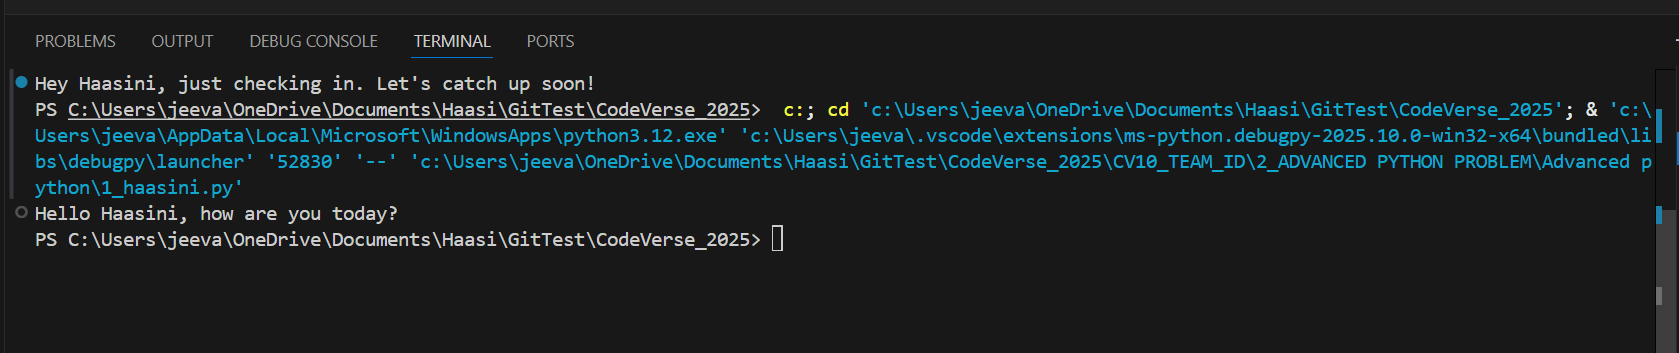 PROBLEMS OUTPUT DEBUG CONSOLE TERMINAL PORTS
Hey Haasini, just checking in. Let's catch up soon!
PS C:\Users\jeeva\OneDrive\Documents\Haasi\GitTest\CodeVerse_2025>  c:; cd 'c:\Users\jeeva\OneDrive\Documents\Haasi\GitTest\CodeVerse_2025'; & 'c:\
Users\jeeva\AppData\Local\Microsoft\WindowsApps\python3.12.exe' 'c:\Users\jeeva\.vscode\extensions\ms-python.debugpy-2025.10.0-win32-x64\bundled\li
bs\debugpy\launcher' '52830' '--' 'c:\Users\jeeva\OneDrive\Documents\Haasi\GitTest\CodeVerse_2025\CV10_TEAM_ID\2_ADVANCED PYTHON PROBLEM\Advanced p
ython\1_haasini.py'
Hello Haasini, how are you today?
PS C:\Users\jeeva\OneDrive\Documents\Haasi\GitTest\CodeVerse_2025>